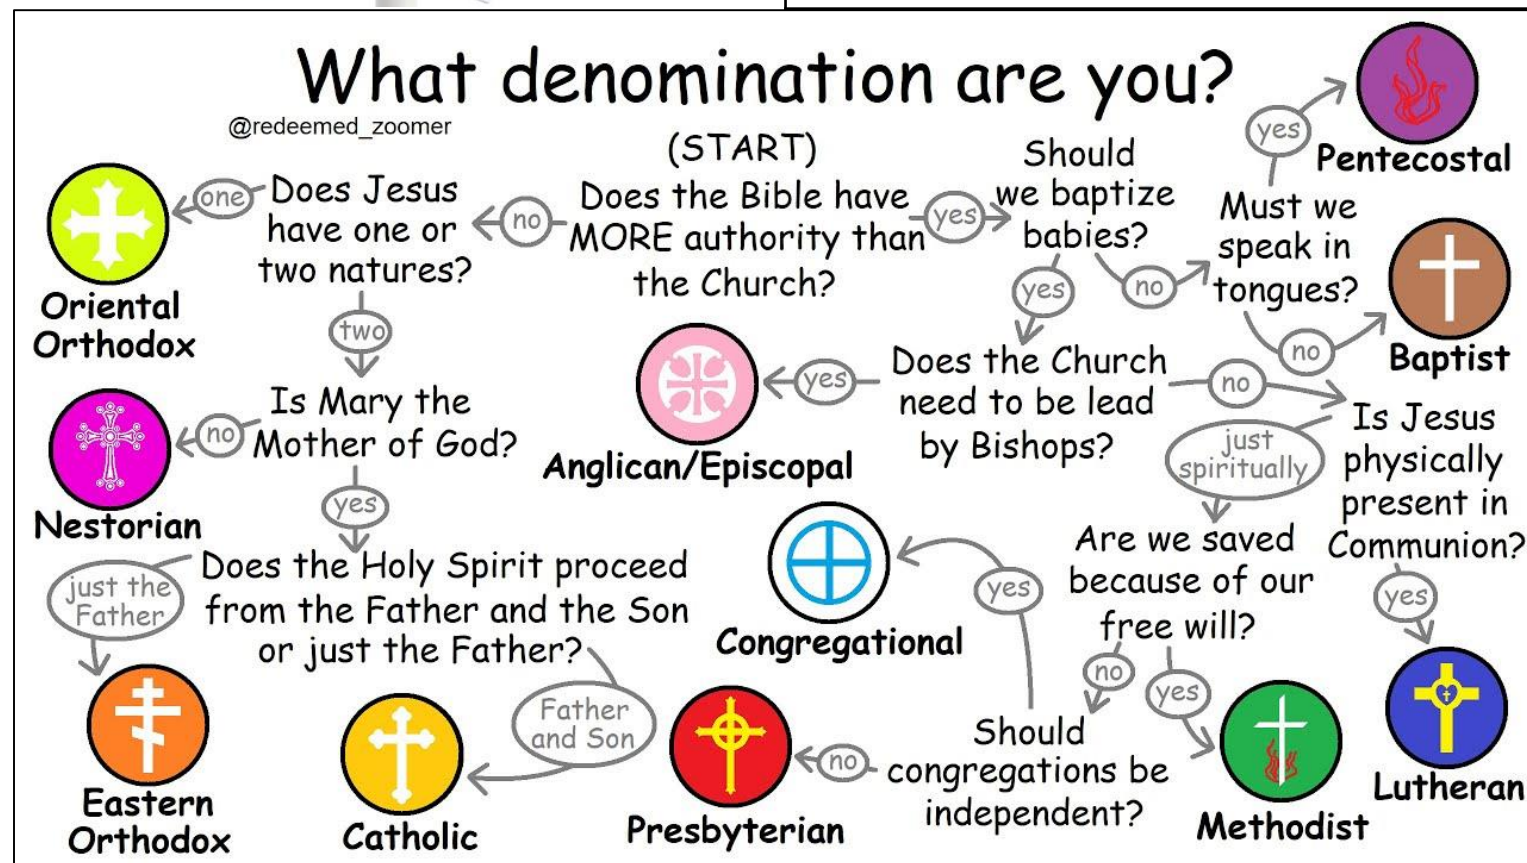 What denomination are you?
@redeemed_zoomer
(START)
Does the Bible have
MORE authority than
the Church?
no
yes
Does Jesus
have one or
two natures?
one
Oriental
Orthodox
two
Is Mary the
Mother of God?
no
Nestorian
yes
Does the Holy Spirit proceed
from the Father and the Son
or just the Father?
just the
Father
Eastern
Orthodox
Father
and Son
Catholic
Should
we baptize
babies?
no
Must we
speak in
tongues?
yes
Pentecostal
no
Baptist
yes
Does the Church
need to be lead
by Bishops?
yes
Anglican/Episcopal
no
Is Jesus
physically
present in
Communion?
yes
Lutheran
just
spiritually
Are we saved
because of our
free will?
yes
Methodist
no
Should
congregations be
independent?
yes
Congregational
no
Presbyterian